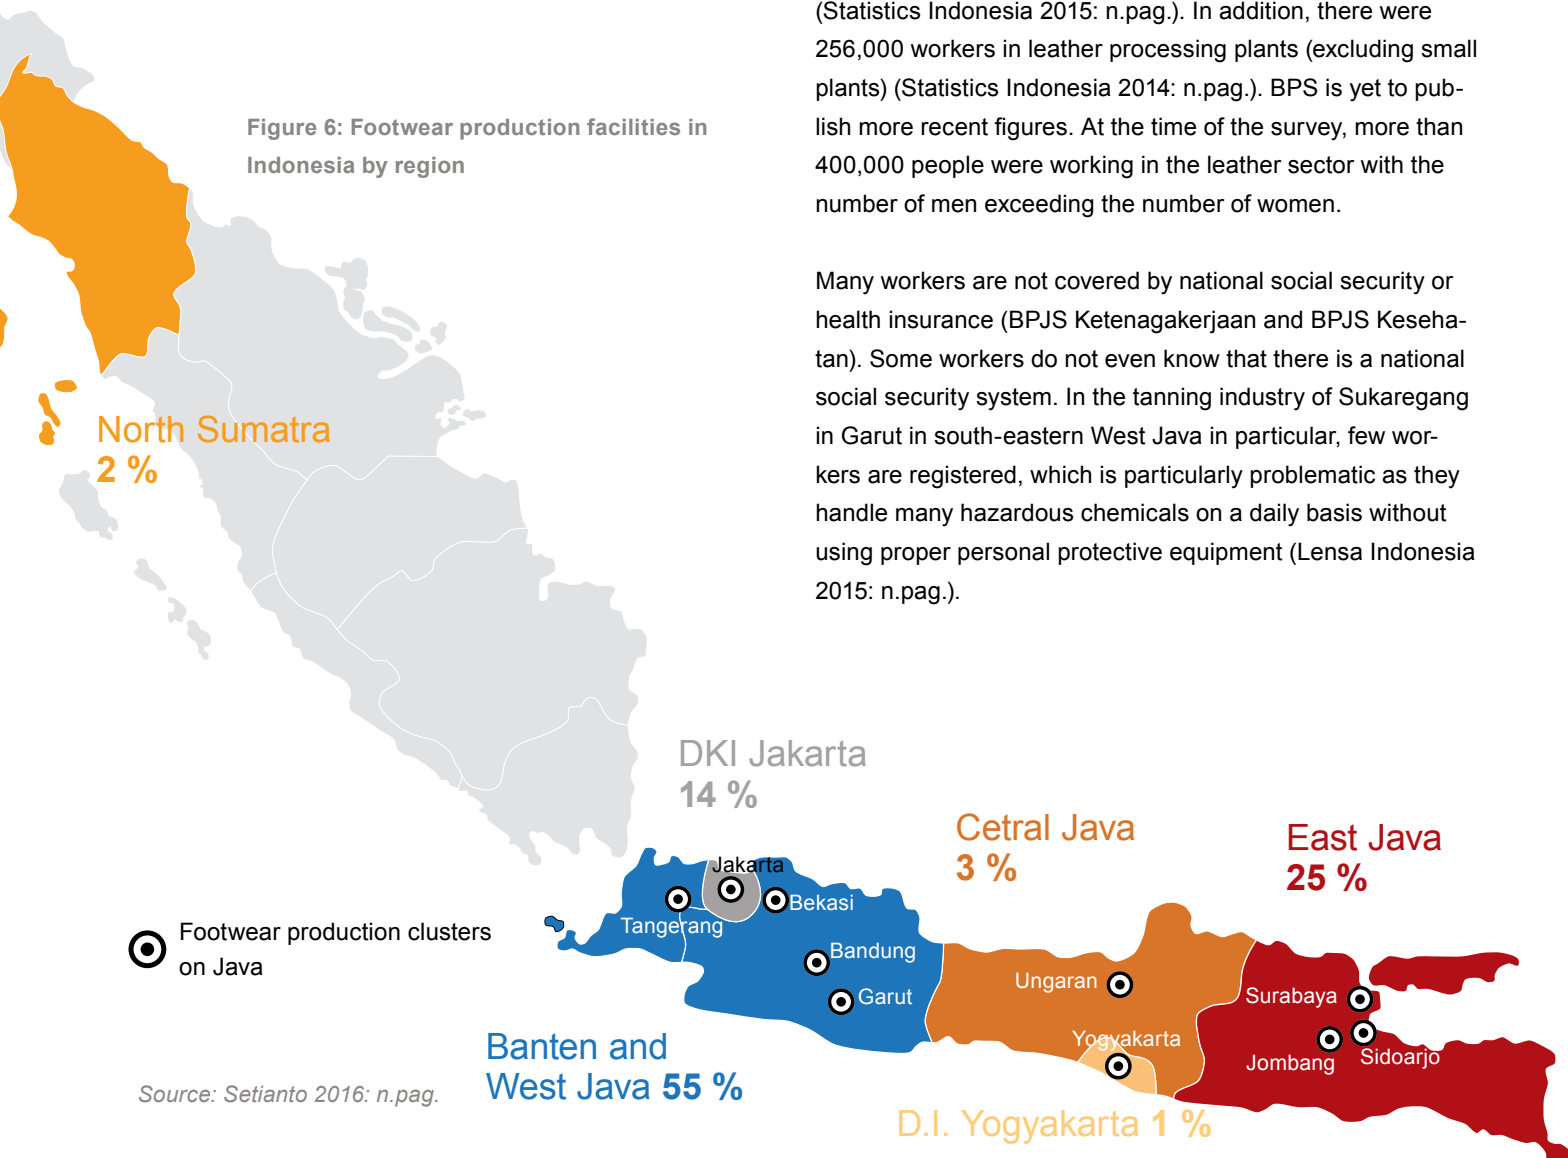 (Statistics Indonesia 2015: n.pag.). In addition, there were
256,000 workers in leather processing plants (excluding small
plants) (Statistics Indonesia 2014: n.pag.). BPS is yet to pub-
lish more recent figures. At the time of the survey, more than
400,000 people were working in the leather sector with the
number of men exceeding the number of women.
Many workers are not covered by national social security or
health insurance (BPJS Ketenagakerjaan and BPJS Keseha-
tan). Some workers do not even know that there is a national
social security system. In the tanning industry of Sukaregang
in Garut in south-eastern West Java in particular, few wor-
kers are registered, which is particularly problematic as they
handle many hazardous chemicals on a daily basis without
using proper personal protective equipment (Lensa Indonesia
2015: n.pag.).
Figure 6: Footwear production facilities in
Indonesia by region
North Sumatra
2 %
DKI Jakarta
14 %
Cetral Java
3 %
East Java
25 %
Jakarta
Tangerang
Bekasi
Bandung
Garut
Ungaran
Yogyakarta
Surabaya
Jombang
Sidoarjo
Footwear production clusters
on Java
Banten and
West Java 55 %
D.I. Yogyakarta 1 %
Source: Setianto 2016: n.pag.